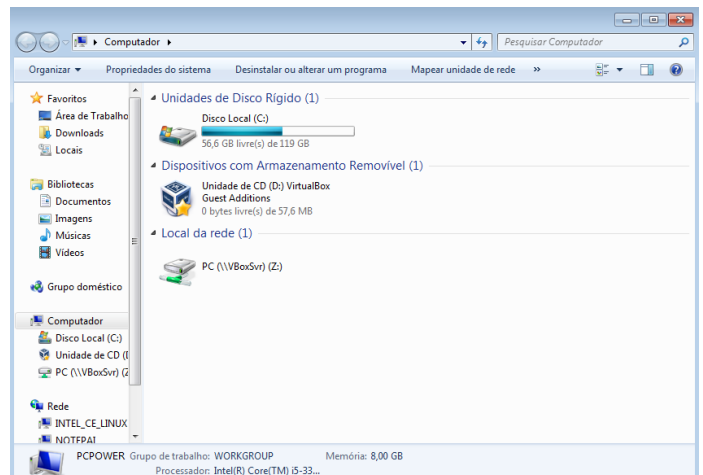 Computador
Pesquisar Computador
Organizar Propriedades do sistema Desinstalar ou alterar um programa Mapear unidade de rede »
Favoritos
Área de Trabalho
Downloads
Locais
Bibliotecas
Documentos
Imagens
Músicas
Vídeos
Grupo doméstico
Computador
Disco Local (C:)
Unidade de CD (D
PC (\\VBoxSvr) (Z
Rede
INTEL_CE_LINUX
NOTEPAI
Unidades de Disco Rígido (1)
Disco Local (C:)
56,6 GB livre(s) de 119 GB
Dispositivos com Armazenamento Removível (1)
Unidade de CD (D:) VirtualBox
Guest Additions
0 bytes livre(s) de 57,6 MB
Local da rede (1)
PC (\\VBoxSvr) (Z:)
PCPOWER Grupo de trabalho: WORKGROUP Memória: 8,00 GB
Processador: Intel(R) Core(TM) i5-33...